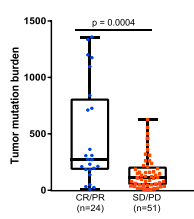 p = 0.0004
1500
1000
500
0
Tumor mutation burden
CR/PR SD/PD
(n=24) (n=51)